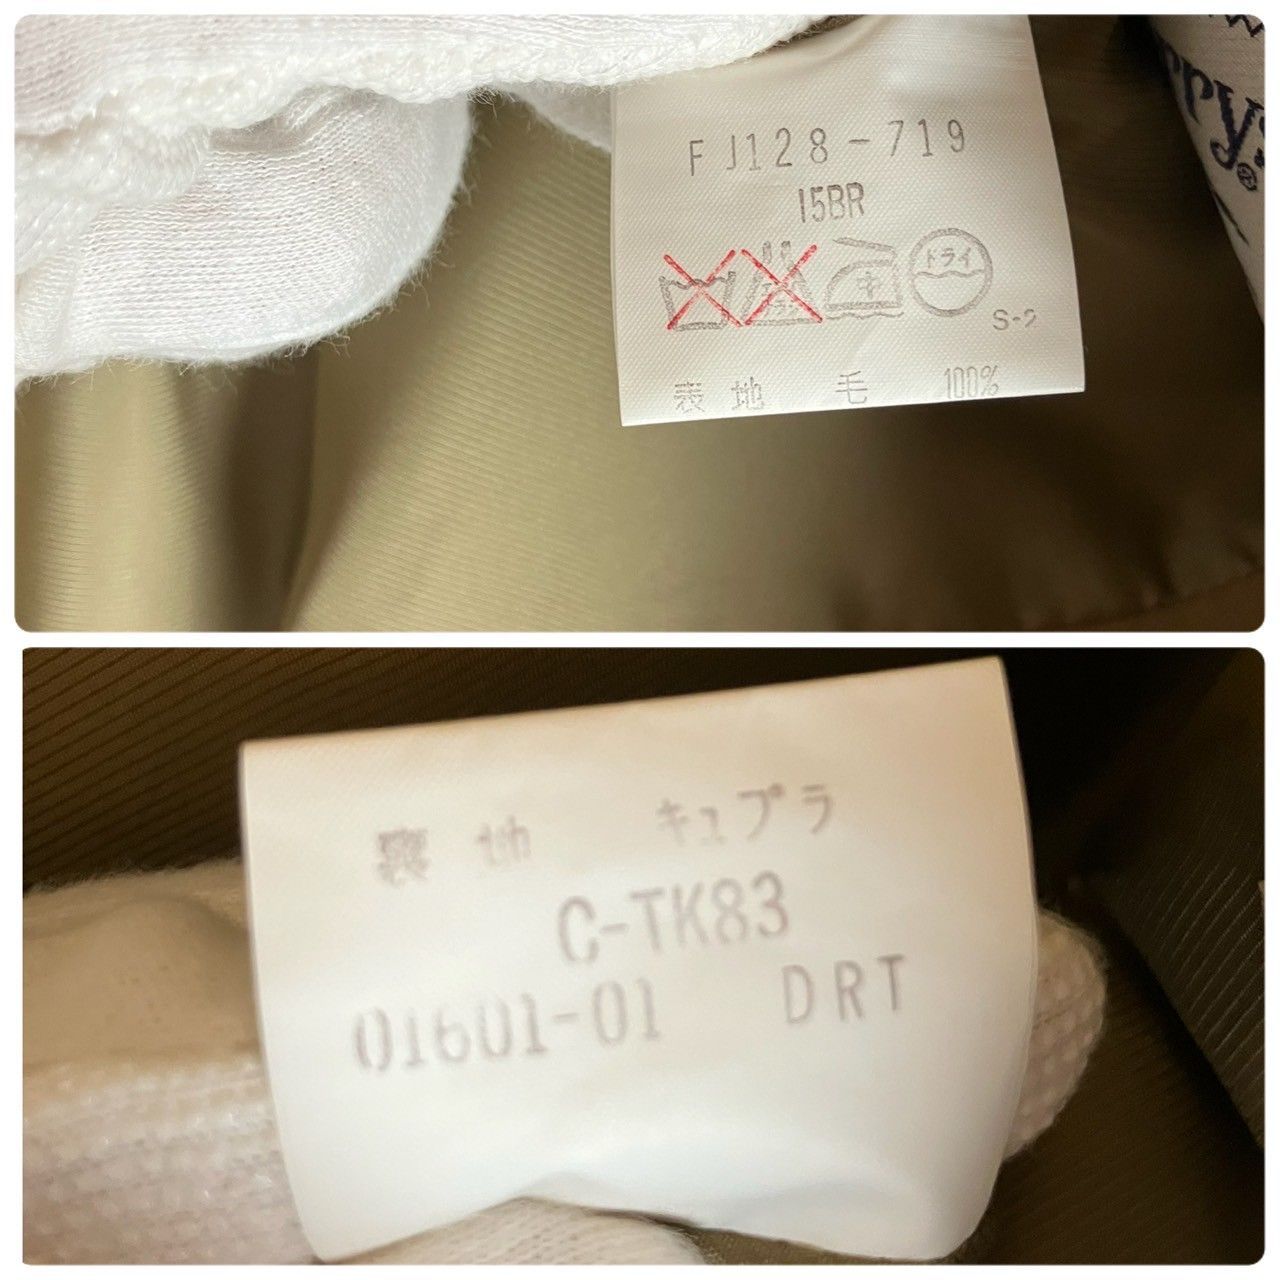 FJ128-719
15BR
ドライ
S-2
表地 毛 100%
rrys®
裏地 キュプラ
C-TK83
01601-01 DRT